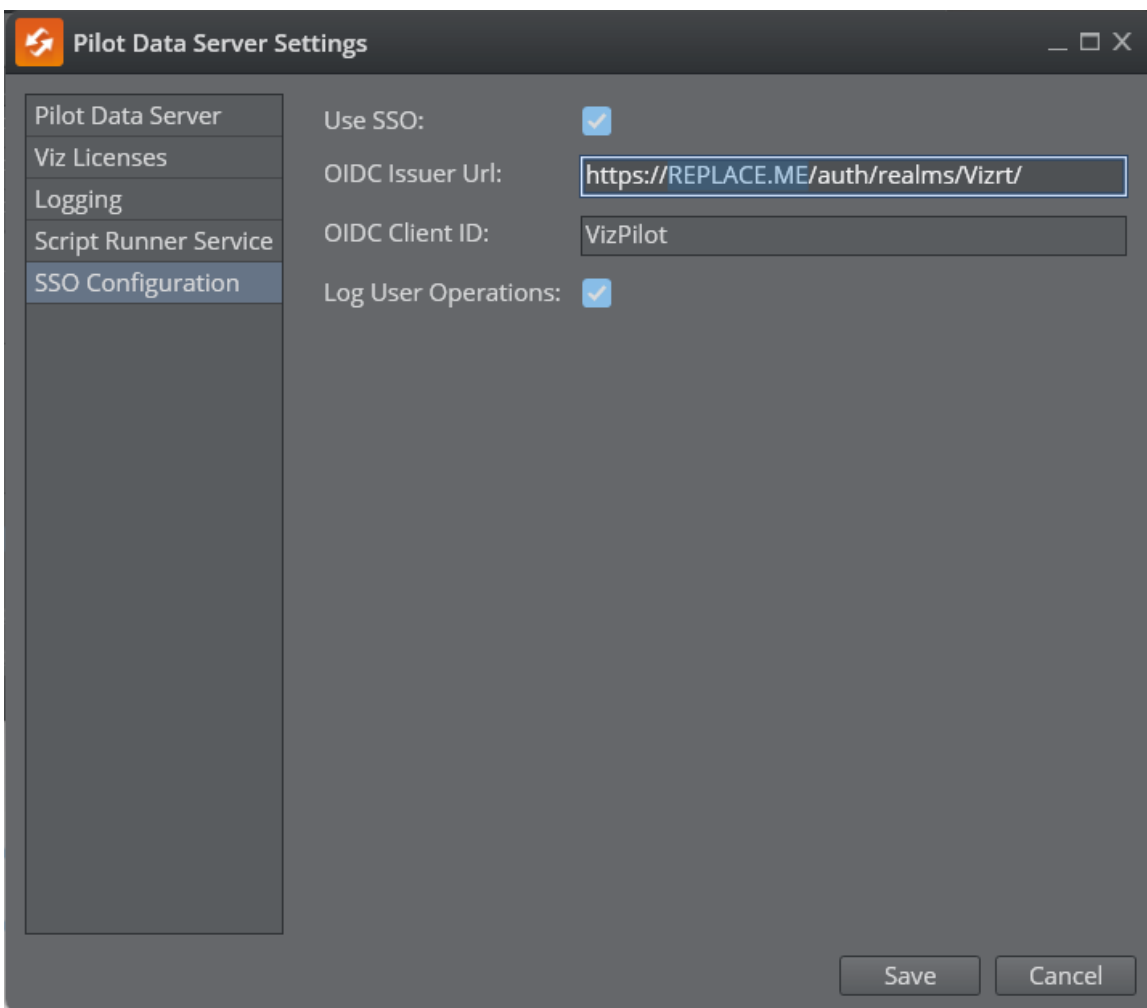 Pilot Data Server Settings
Pilot Data Server
Viz Licenses
Logging
Script Runner Service
SSO Configuration
Use SSO:
OIDC Issuer Url:
https://REPLACE.ME/auth/realms/Vizrt/
OIDC Client ID:
VizPilot
Log User Operations:
Save
Cancel